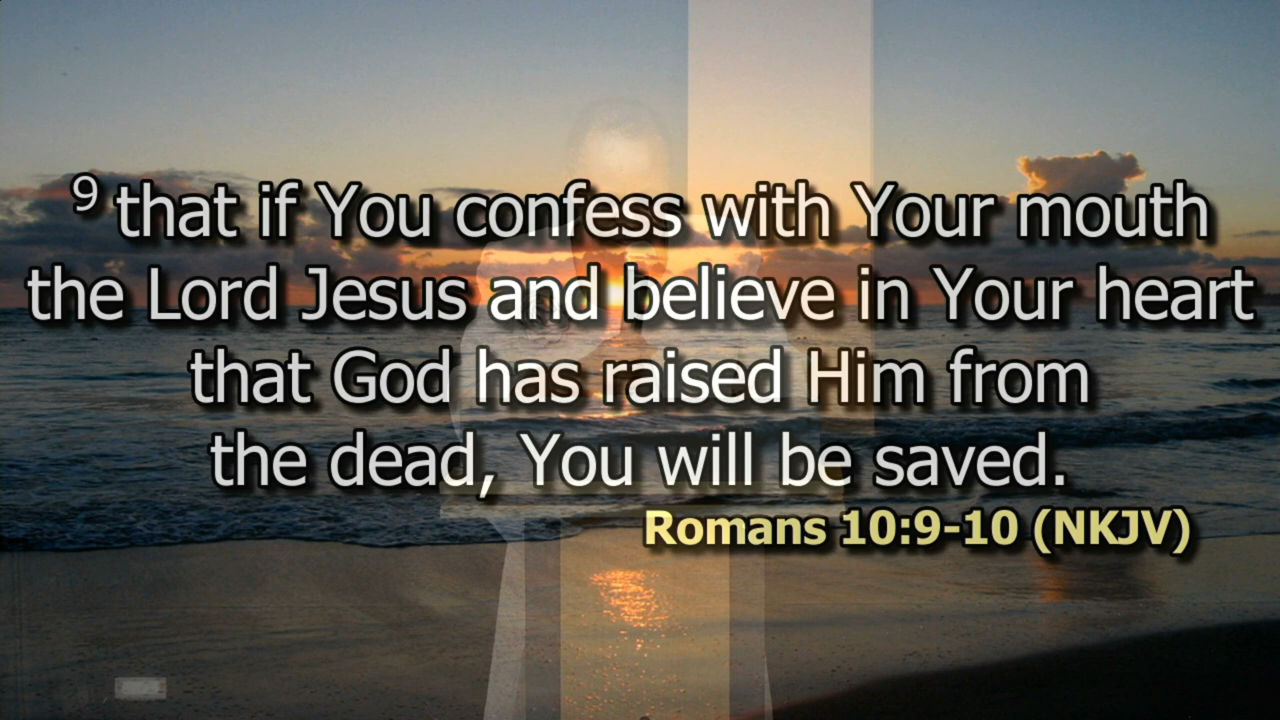 9 that if You confess with Your mouth
the Lord Jesus and believe in Your heart
that God has raised Him from
the dead, You will be saved.
Romans 10:9-10 (NKJV)